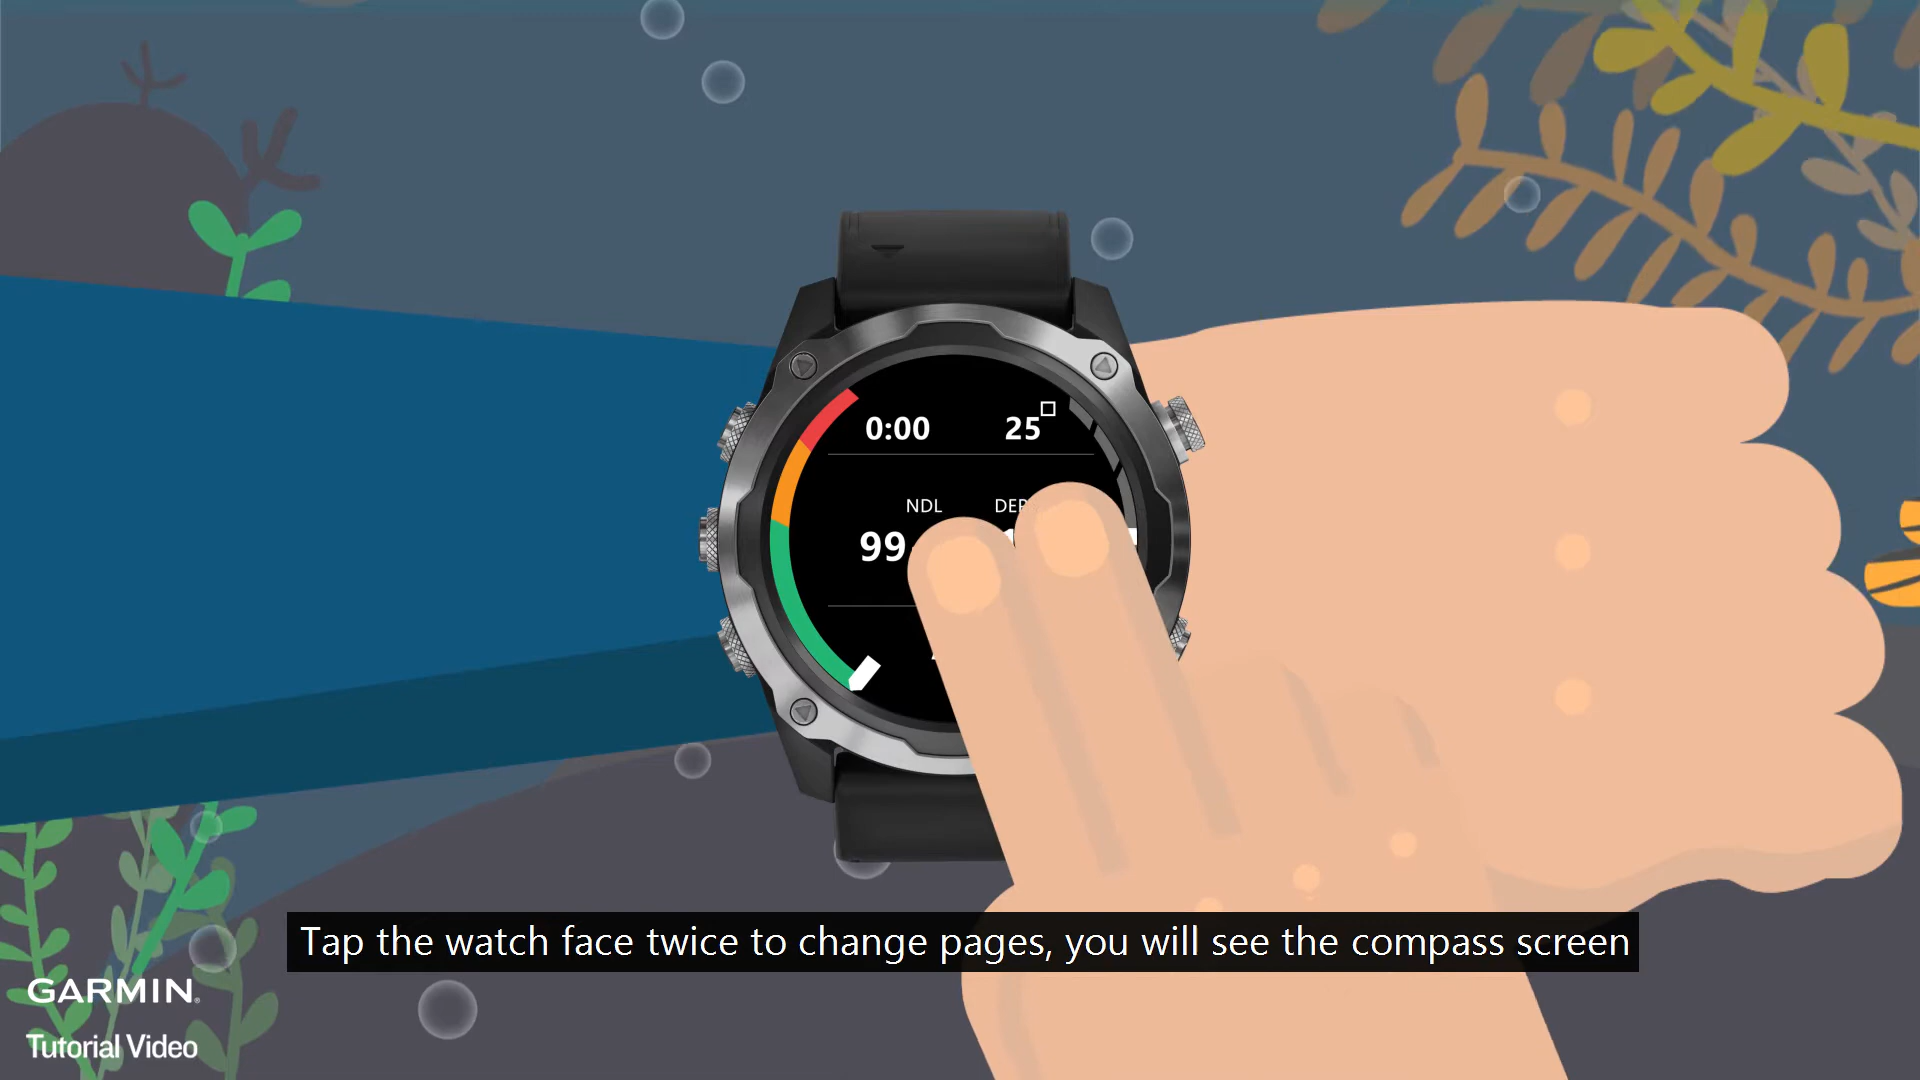 0:00 25
NDL
99
Tap the watch face twice to change pages, you will see the compass screen
GARMIN
Tutorial Video